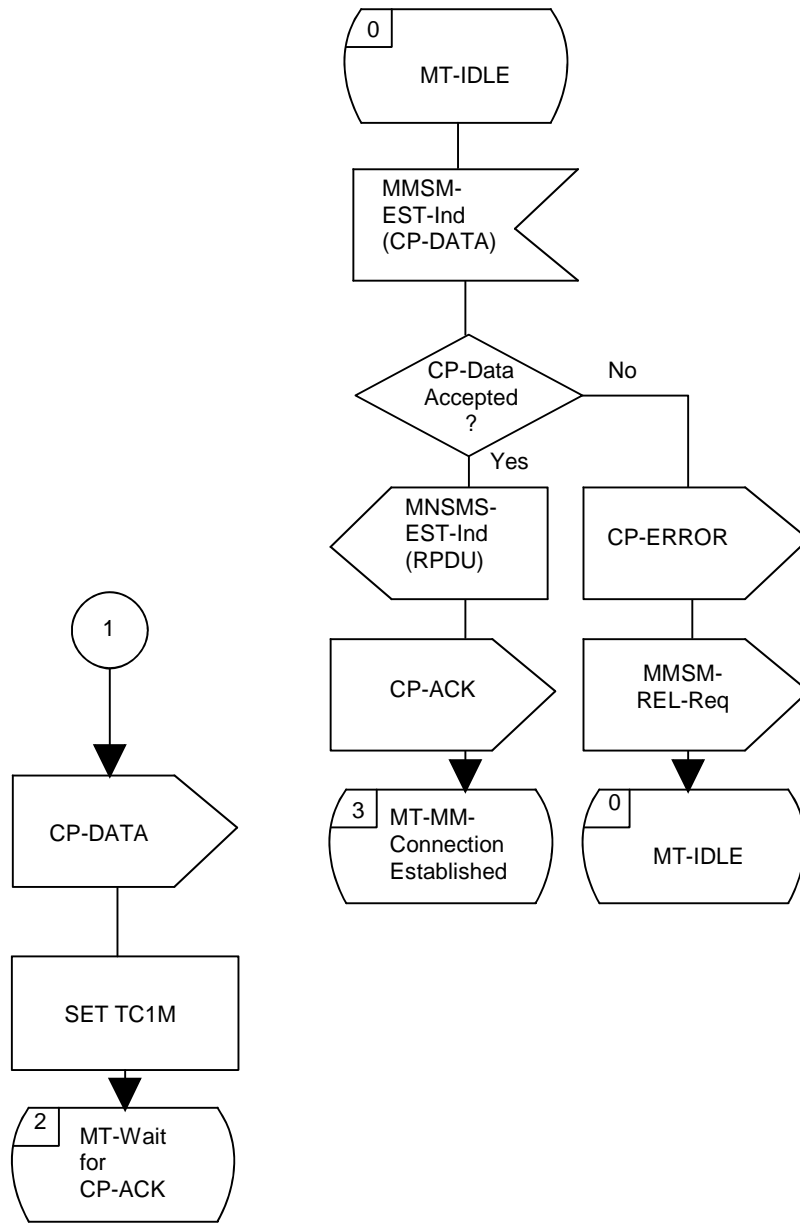 0
MT-IDLE
MMSM-
EST-Ind
(CP-DATA)
CP-Data
Accepted
?
No
Yes
MNSMS-
EST-Ind
(RPDU)
CP-ERROR
CP-ACK
MMSM-
REL-Req
3
MT-MM-
Connection
Established
0
MT-IDLE
1
CP-DATA
SET TC1M
2
MT-Wait
for
CP-ACK